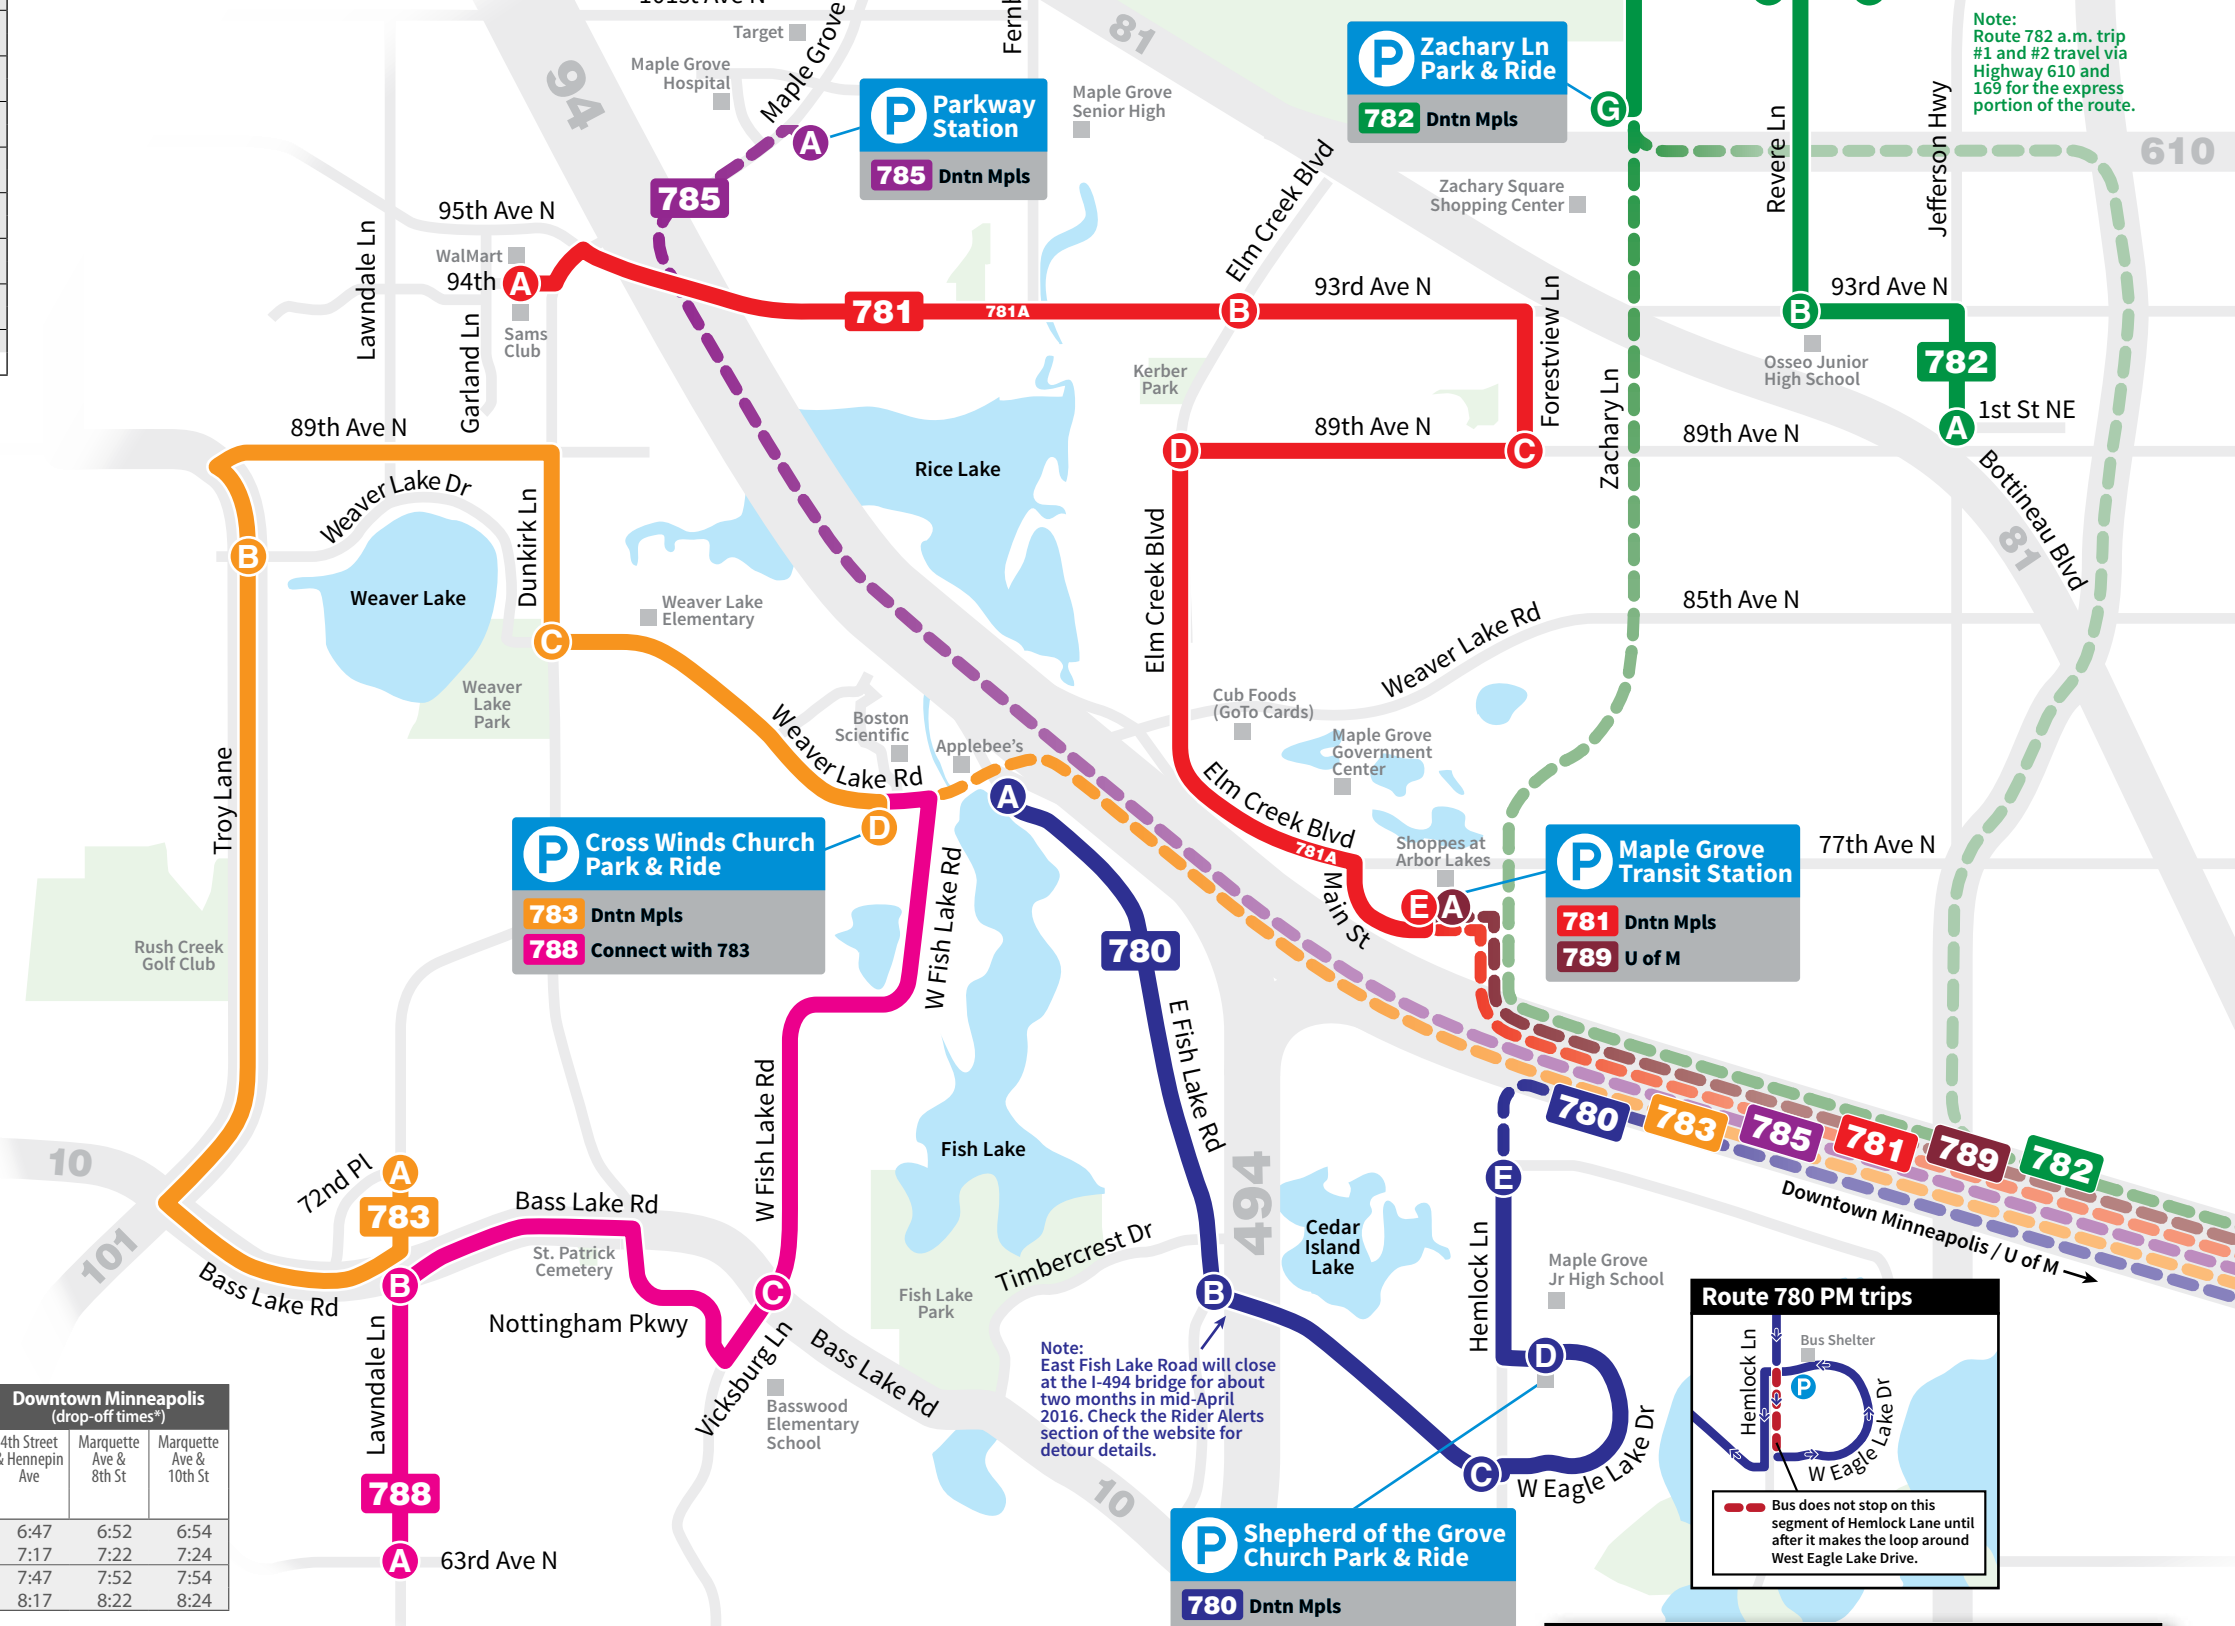 101st Ave N
Target
Maple Grove
Hospital
Maple Grove
Fernb
81
94
A
P
Parkway
Station
785 Dntn Mpls
Maple Grove
Senior High
P
Zachary Ln
Park & Ride
782 Dntn Mpls
G
Note:
Route 782 a.m. trip
#1 and #2 travel via
Highway 610 and
169 for the express
portion of the route.
610
Revere Ln
Jefferson Hwy
Zachary Square
Shopping Center
Elm Creek Blvd
785
95th Ave N
WalMart
94th
A
Sams
Club
Lawndale Ln
Garland Ln
781
781A
B
93rd Ave N
Forestview Ln
Zachary Ln
B
93rd Ave N
Osseo Junior
High School
782
A
1st St NE
89th Ave N
Kerber
Park
D
89th Ave N
C
89th Ave N
Bottineau Blvd
81
Rice Lake
Weaver Lake Dr
Dunkirk Ln
B
Weaver Lake
C
Weaver Lake
Elementary
Elm Creek Blvd
85th Ave N
Weaver Lake Rd
Weaver
Lake
Park
Cub Foods
(GoTo Cards)
Boston
Scientific
Applebee's
Weaver Lake Rd
Maple Grove
Government
Center
Troy Lane
D
A
Elm Creek Blvd
781A
Main St
Shoppes at
Arbor Lakes
E
A
77th Ave N
P
Maple Grove
Transit Station
781 Dntn Mpls
789 U of M
P
Cross Winds Church
Park & Ride
783 Dntn Mpls
788 Connect with 783
W Fish Lake Rd
780
Rush Creek
Golf Club
E Fish Lake Rd
W Fish Lake Rd
780
783
785
781
789
782
Downtown Minneapolis / U of M
10
101
72nd Pl
A
783
Bass Lake Rd
B
Bass Lake Rd
St. Patrick
Cemetery
Nottingham Pkwy
C
Vicksburg Ln
Bass Lake Rd
Fish Lake
Fish Lake
Park
Timbercrest Dr
494
Cedar
Island
Lake
B
E
Hemlock Ln
Maple Grove
Jr High School
D
Note:
East Fish Lake Road will close
at the I-494 bridge for about
two months in mid-April
2016. Check the Rider Alerts
section of the website for
detour details.
Basswood
Elementary
School
Lawndale Ln
788
A
63rd Ave N
10
C
W Eagle Lake Dr
P
Shepherd of the Grove
Church Park & Ride
780 Dntn Mpls
Route 780 PM trips
Hemlock Ln
Bus Shelter
P
W Eagle Lake Dr
Bus does not stop on this
segment of Hemlock Lane until
after it makes the loop around
West Eagle Lake Drive.
Downtown Minneapolis
(drop-off times*)
4th Street
& Hennepin
Ave
Marquette
Ave &
8th St
Marquette
Ave &
10th St
6:47 6:52 6:54
7:17 7:22 7:24
7:47 7:52 7:54
8:17 8:22 8:24